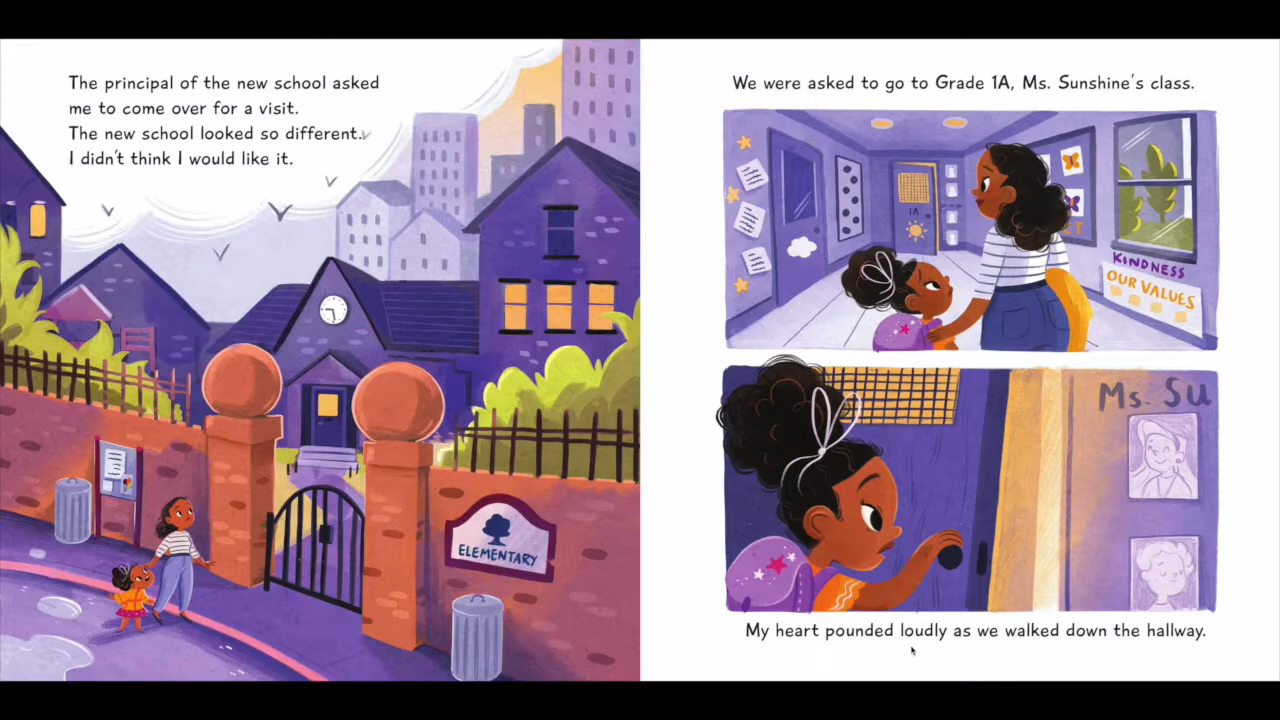 The principal of the new school asked
me to come over for a visit.
The new school looked so different.
I didn't think I would like it.
ELEMENTARY
We were asked to go to Grade 1A, Ms. Sunshine's class.
1A
CT
KINDNESS
OUR VALUES
Ms. Su
My heart pounded loudly as we walked down the hallway.